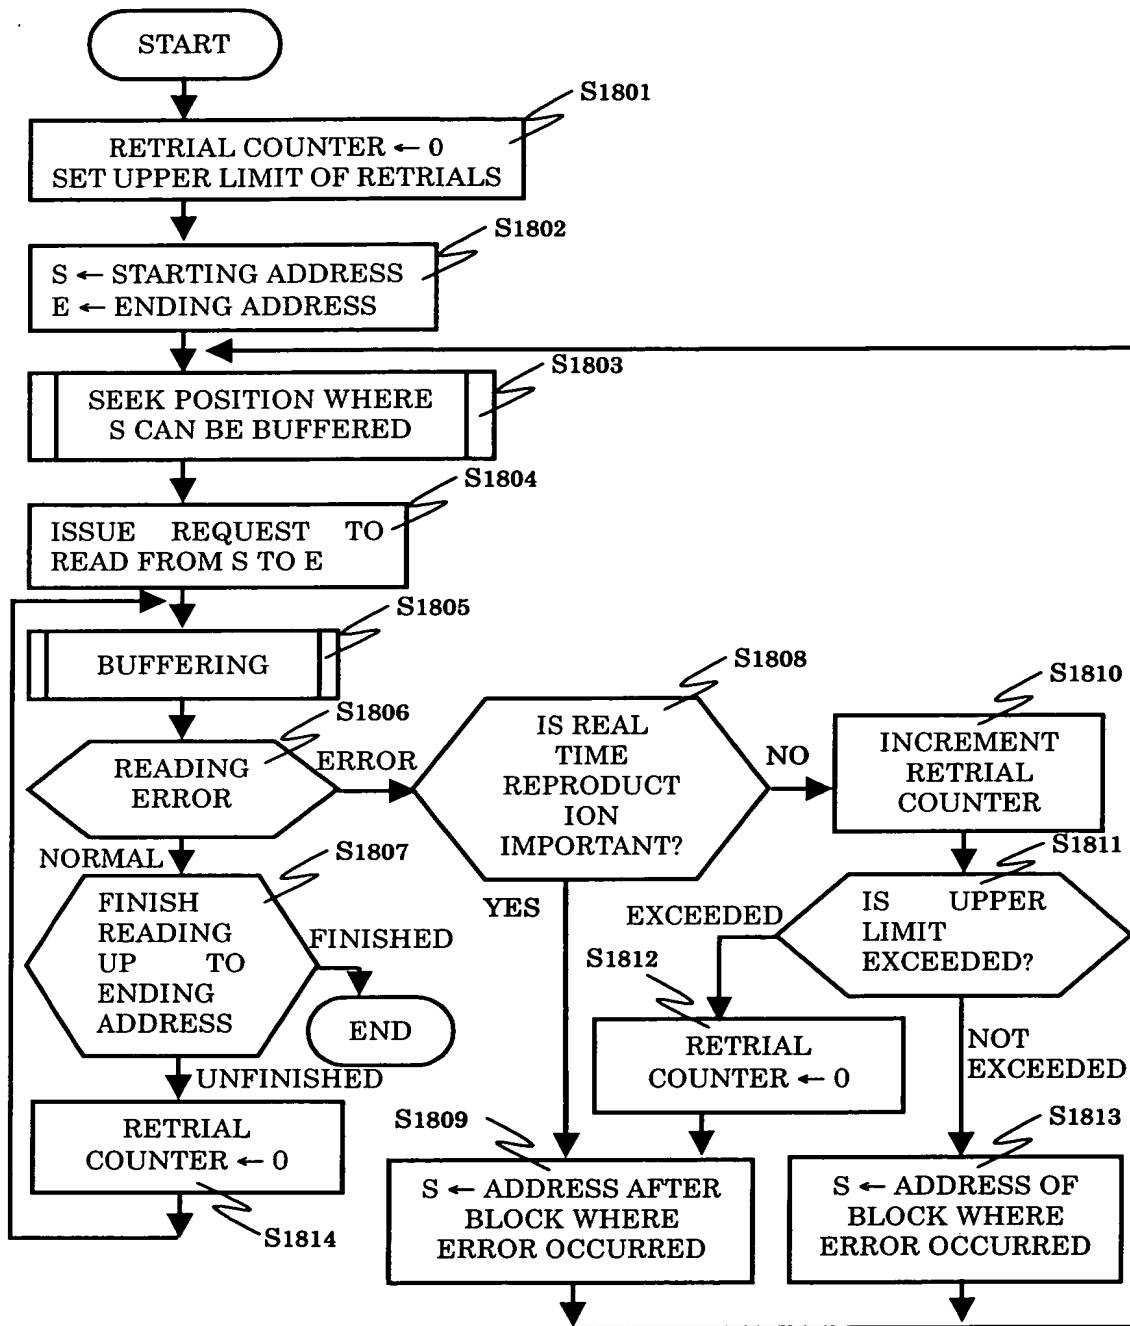 START
S1801
RETRIAL COUNTER ← 0
SET UPPER LIMIT OF RETRIALS
S1802
S ← STARTING ADDRESS
E ← ENDING ADDRESS
S1803
SEEK POSITION WHERE
S CAN BE BUFFERED
S1804
ISSUE REQUEST TO
READ FROM S TO E
S1805
BUFFERING
S1806
READING
ERROR
ERROR
NORMAL
S1808
IS REAL
TIME
REPRODUCT
ION
IMPORTANT?
NO
YES
S1810
INCREMENT
RETRIAL
COUNTER
S1807
FINISH
READING
UP TO
ENDING
ADDRESS
FINISHED
END
UNFINISHED
S1811
IS UPPER
LIMIT
EXCEEDED?
EXCEEDED
NOT
EXCEEDED
S1812
RETRIAL
COUNTER ← 0
RETRIAL
COUNTER ← 0
S1814
S1809
S ← ADDRESS AFTER
BLOCK WHERE
ERROR OCCURRED
S1813
S ← ADDRESS OF
BLOCK WHERE
ERROR OCCURRED